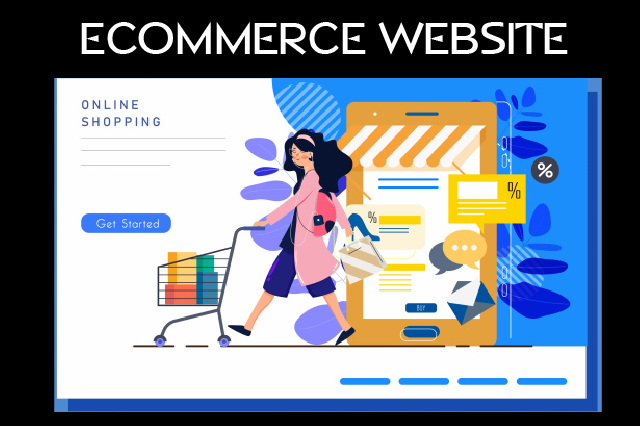 ECOMMERCE WEBSITE
ONLINE
SHOPPING
%
%
%
Get Started
BUY